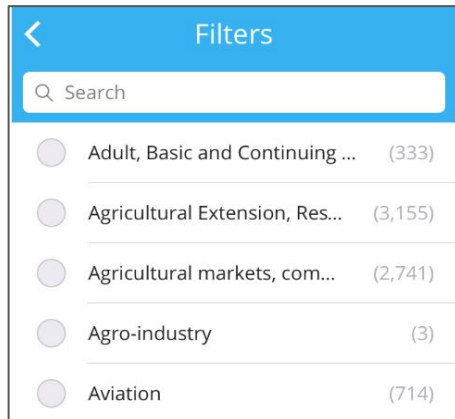 Filters
Search
Adult, Basic and Continuing ... (333)
Agricultural Extension, Res... (3,155)
Agricultural markets, com... (2,741)
Agro-industry (3)
Aviation (714)